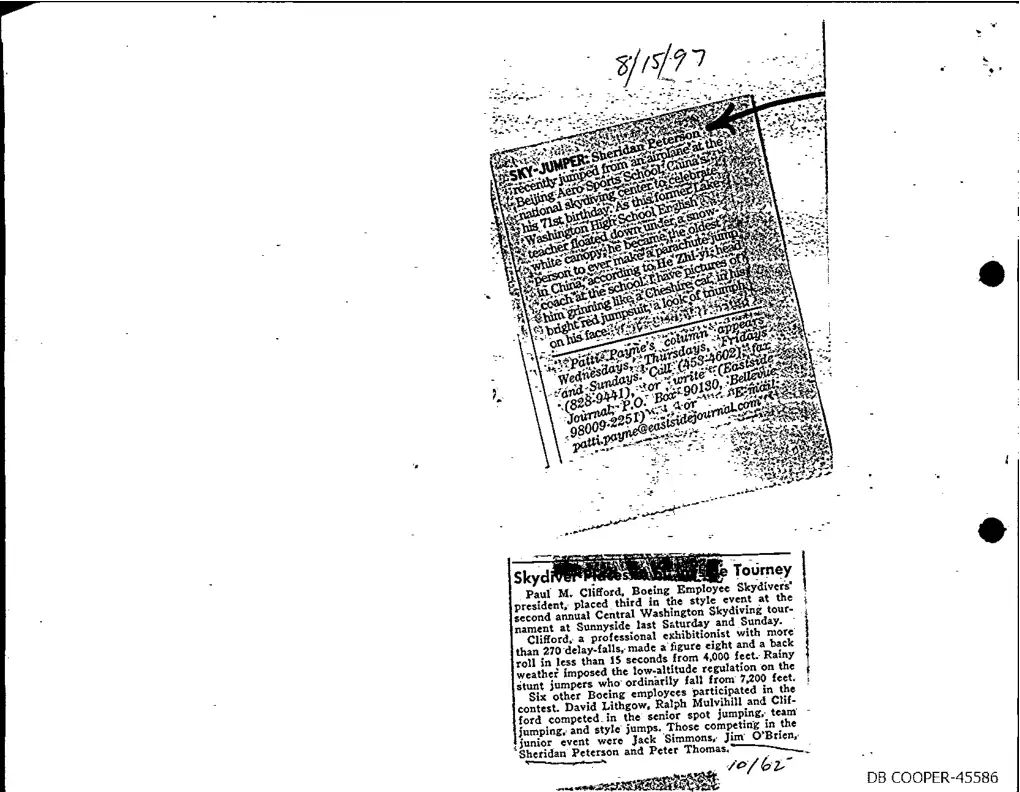 8/15/97
SKY-JUMPER: Sheridan Peterson
recently jumped from an airplane at the
Beijing Aero Sports School, China's
national skydiving center to celebrate
his 71st birthday. As this former Lake
Washington High School English
teacher floated down under a snow-
white canopy, he became the oldest
person to ever make a parachute jump
in China, according to He Zhi-yi, head
coach at the school. I have pictures of
him grinning like a Cheshire cat, in his
bright red jumpsuit, a look of triumph
on his face.
Patti Payne's column appears
Wednesdays, Thursdays, Fridays
and Sundays. Call (453-4602), fax
(828-9441), or write (Eastside
Journal, P.O. Box 90130, Bellevue
98009-2251) or E-mail
patti.payne@eastsidejournal.com
Skydiver Places Tourney
Paul M. Clifford, Boeing Employee Skydivers'
president, placed third in the style event at the
second annual Central Washington Skydiving tour-
nament at Sunnyside last Saturday and Sunday.
Clifford, a professional exhibitionist with more
than 270 delay-falls, made a figure eight and a back
roll in less than 15 seconds from 4,000 feet. Rainy
weather imposed the low-altitude regulation on the
stunt jumpers who ordinarily fall from 7,200 feet.
Six other Boeing employees participated in the
contest. David Lithgow, Ralph Mulvihill and Clif-
ford competed in the senior spot jumping, team
jumping, and style jumps. Those competing in the
junior event were Jack Simmons, Jim O'Brien,
Sheridan Peterson and Peter Thomas.
10/62
DB COOPER-45586